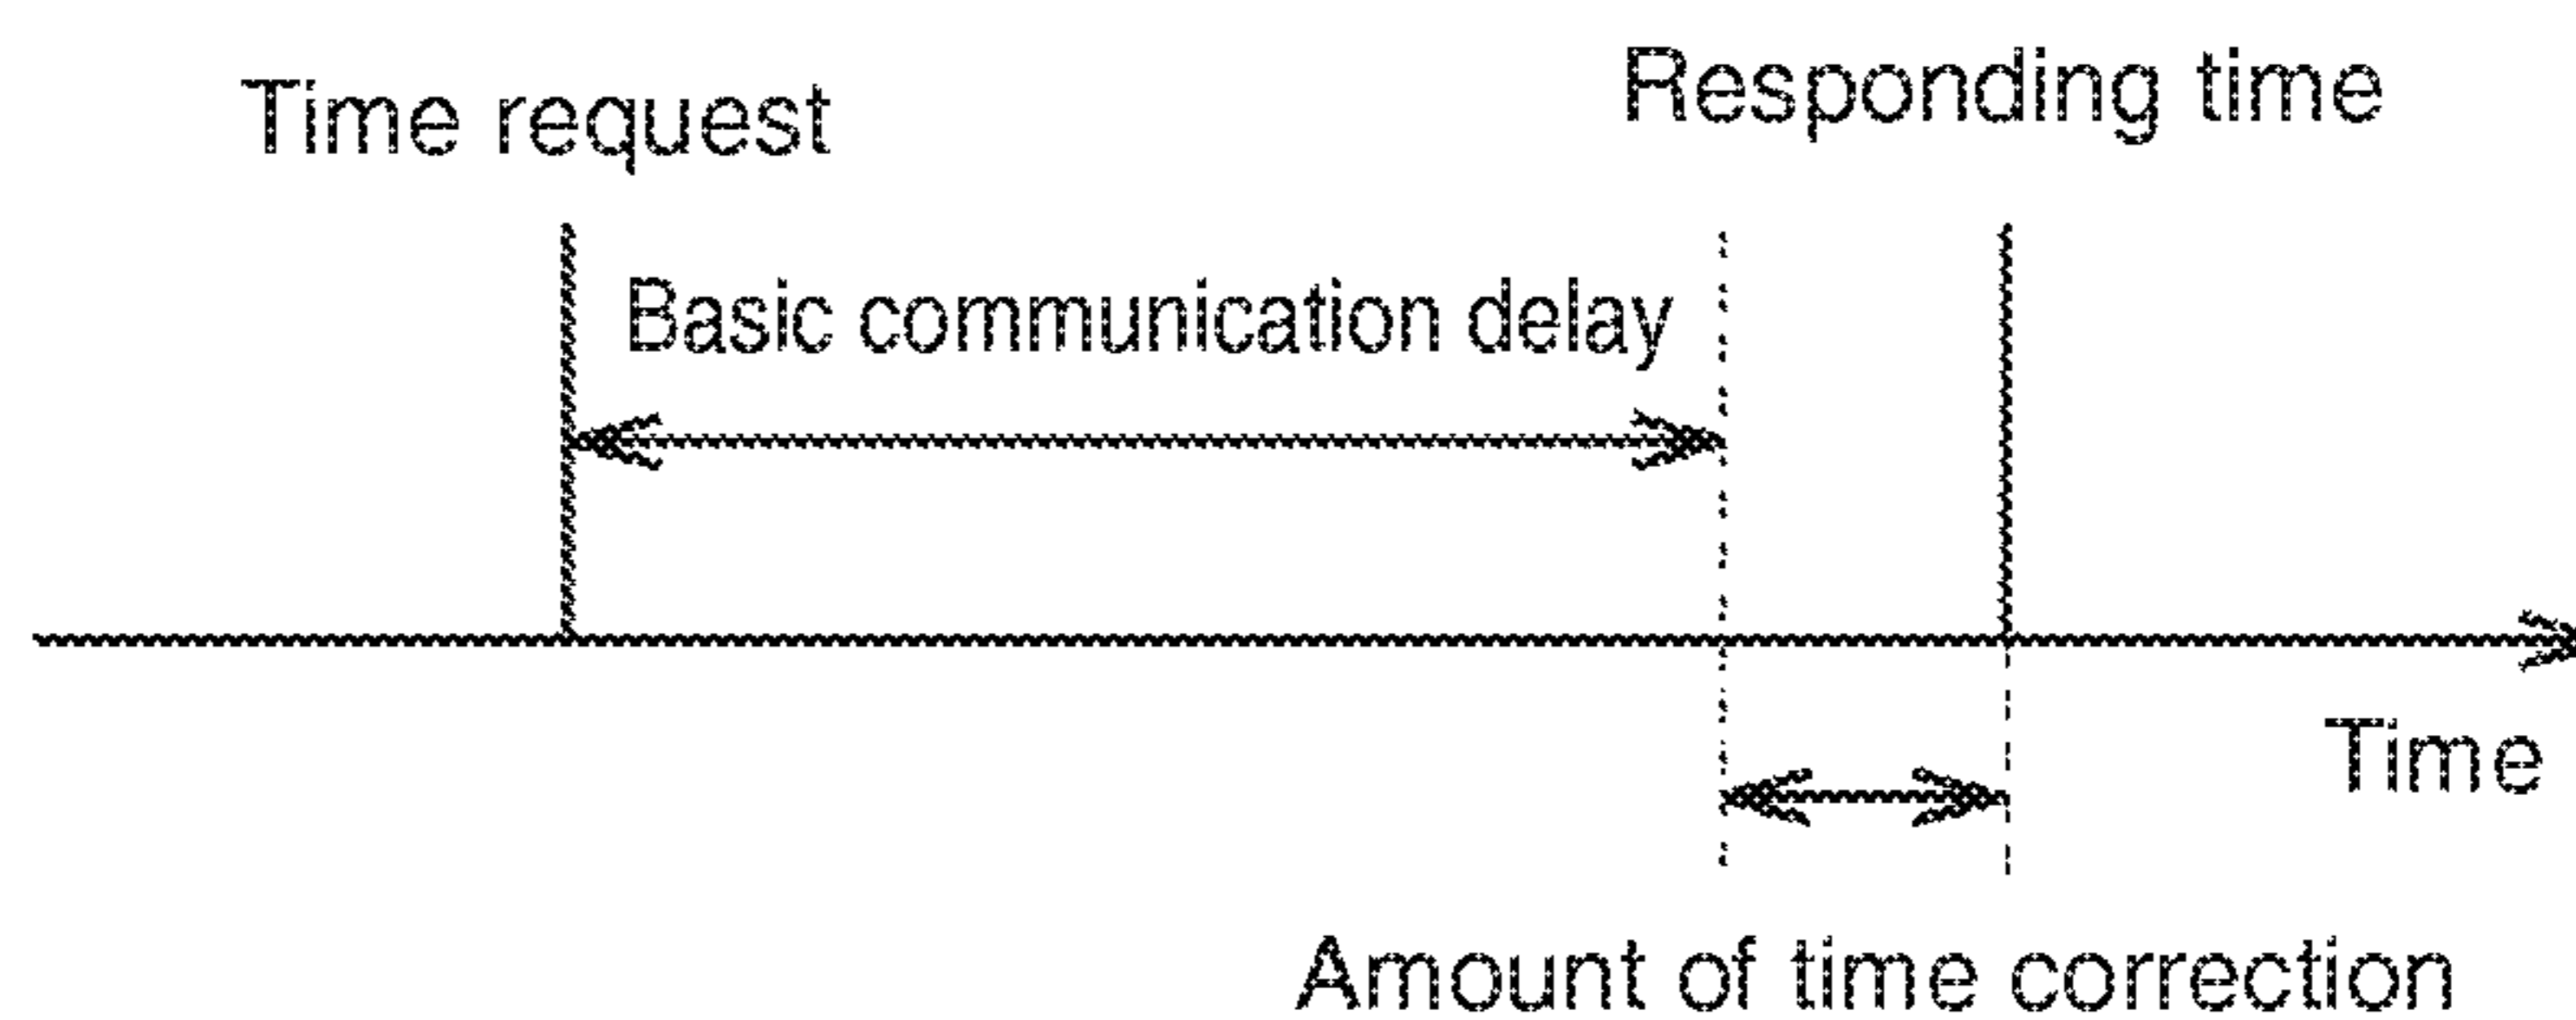 Time request
Responding time
Basic communication delay
Time
Amount of time correction